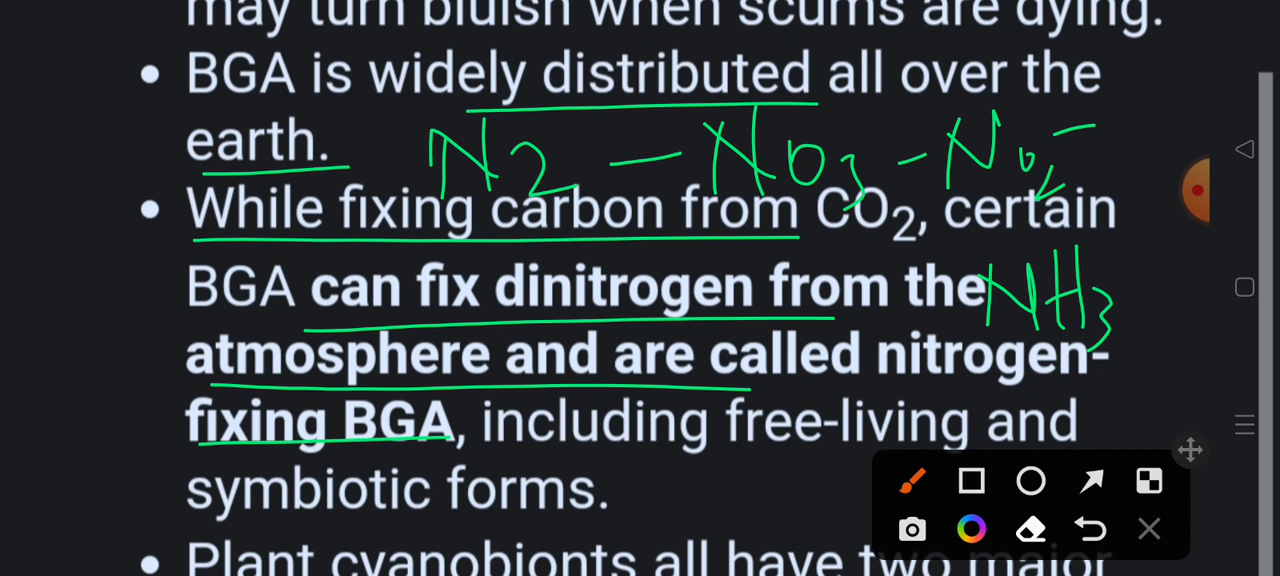 may turn bluish when scums are dying.
• BGA is widely distributed all over the
earth.
N2 — NO3 - NO2-
• While fixing carbon from CO2, certain
BGA can fix dinitrogen from the
NH3
atmosphere and are called nitrogen-
fixing BGA, including free-living and
symbiotic forms.
• Plant cyanobionts all have two major